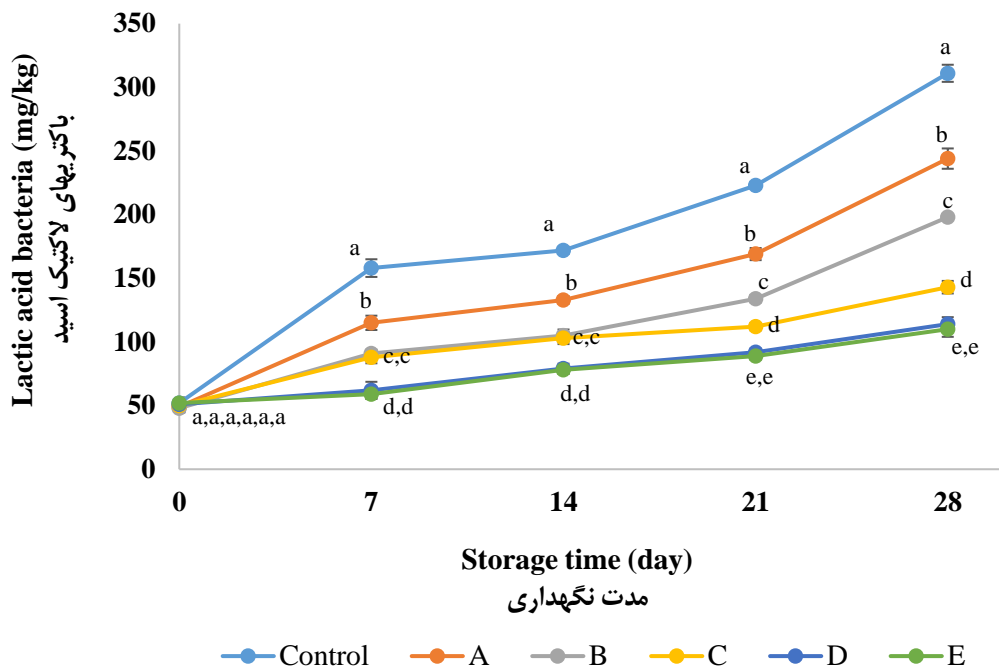 350
300
250
200
150
100
50
0
Lactic acid bacteria (mg/kg)
باکتریهای لاکتیک اسید
a
a
a
a
b
b
b
b
c
c
d
d
c,c
c,c
d,d
d,d
e,e
e,e
a,a,a,a,a,a
0 7 14 21 28
Storage time (day)
مدت نگهداری
Control A B C D E